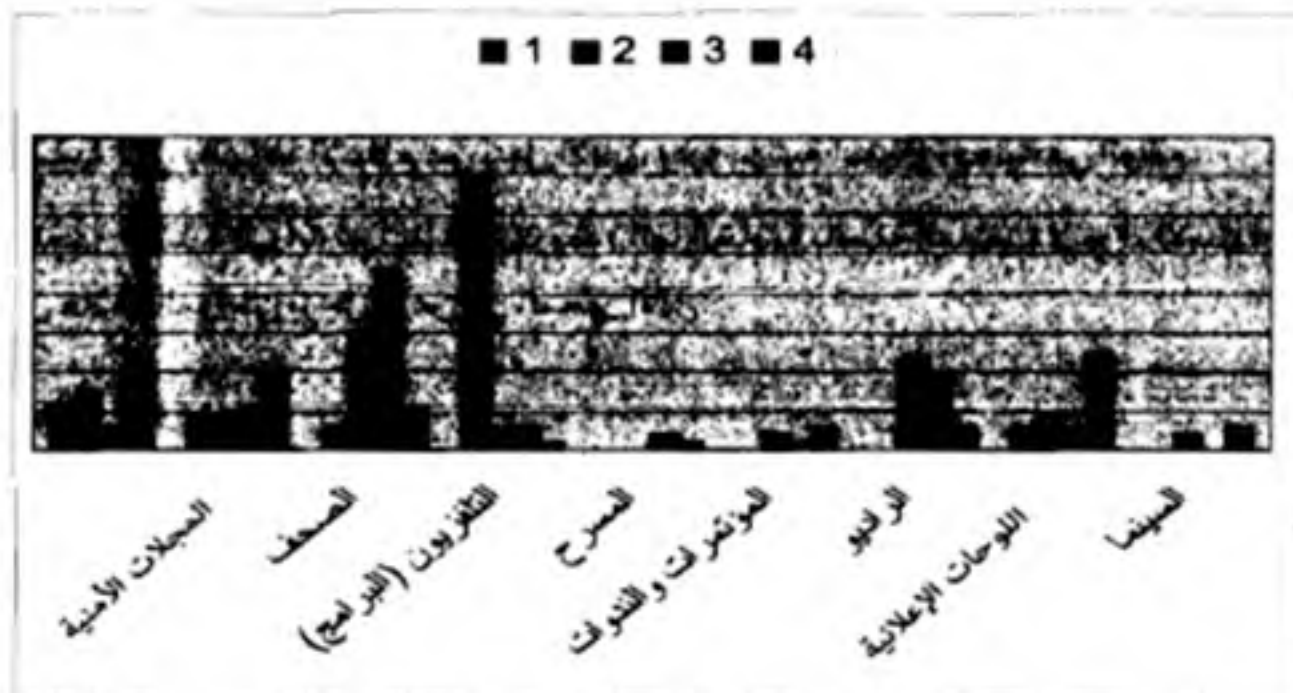 1 2 3 4
المجلات الأمنية
الصحف
التلفزيون (البرامج)
المسرح
المؤتمرات والندوات
الراديو
اللوحات الإعلانية
السينما